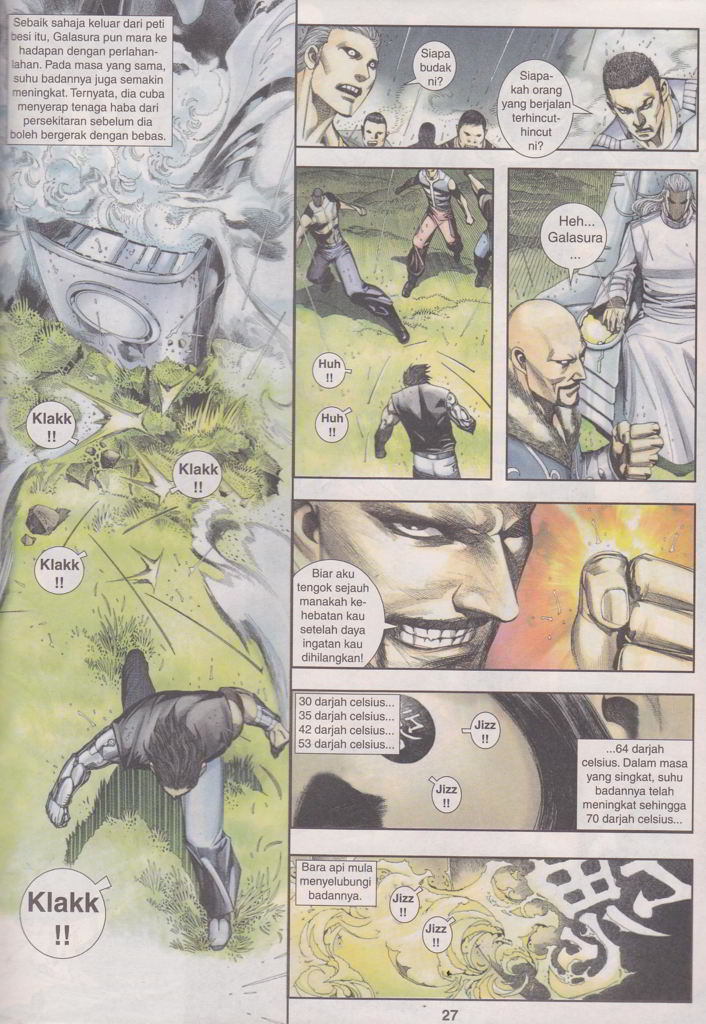 Sebaik sahaja keluar dari peti
besi itu, Galasura pun mara ke
hadapan dengan perlahan-
lahan. Pada masa yang sama,
suhu badannya juga semakin
meningkat. Ternyata, dia cuba
menyerap tenaga haba dari
persekitaran sebelum dia
boleh bergerak dengan bebas.
Klakk
!!
Klakk
!!
Klakk
!!
Klakk
!!
Siapa
budak
ni?
Siapa-
kah orang
yang berjalan
terhincut-
hincut
ni?
Huh
!!
Huh
!!
Heh...
Galasura
...
Biar aku
tengok sejauh
manakah ke-
hebatan kau
setelah daya
ingatan kau
dihilangkan!
30 darjah celsius...
35 darjah celsius...
42 darjah celsius...
53 darjah celsius...
Jizz
!!
Jizz
!!
...64 darjah
celsius. Dalam masa
yang singkat, suhu
badannya telah
meningkat sehingga
70 darjah celsius...
Bara api mula
menyelubungi
badannya.
Jizz
!!
Jizz
!!
27